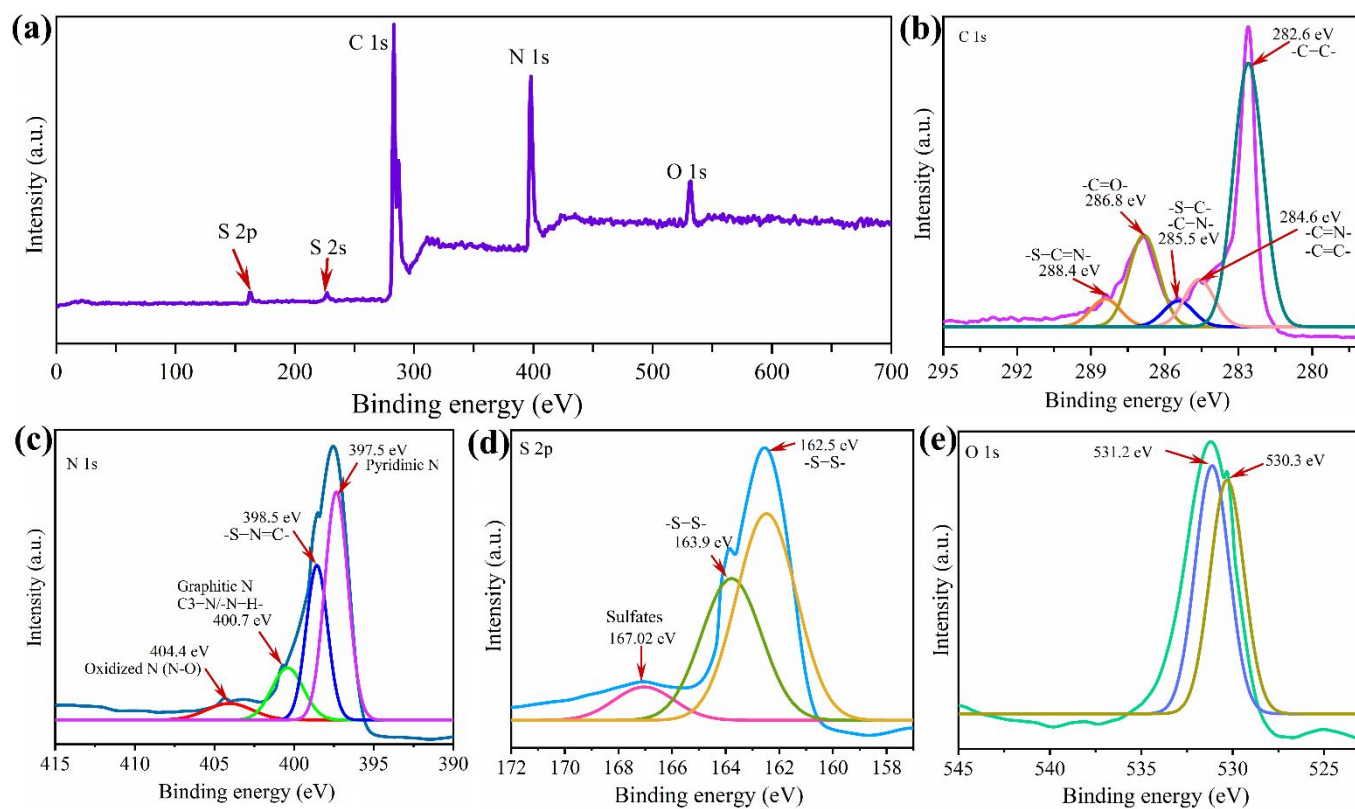 (a)
C 1s
N 1s
O 1s
S 2p
S 2s
Intensity (a.u.)
0 100 200 300 400 500 600 700
Binding energy (eV)
(b)
C 1s
282.6 eV
-C−C-
-C=O-
286.8 eV
-S−C-
-C−N-
285.5 eV
284.6 eV
-C=N-
-C=C-
-S−C=N-
288.4 eV
Intensity (a.u.)
295 292 289 286 283 280
Binding energy (eV)
(c)
N 1s
397.5 eV
Pyridinic N
398.5 eV
-S−N=C-
Graphitic N
C3−N/-N−H-
400.7 eV
404.4 eV
Oxidized N (N-O)
Intensity (a.u.)
415 410 405 400 395 390
Binding energy (eV)
(d)
S 2p
162.5 eV
-S−S-
-S−S-
163.9 eV
Sulfates
167.02 eV
Intensity (a.u.)
172 170 168 166 164 162 160 158
Binding energy (eV)
(e)
O 1s
531.2 eV
530.3 eV
Intensity (a.u.)
545 540 535 530 525
Binding energy (eV)